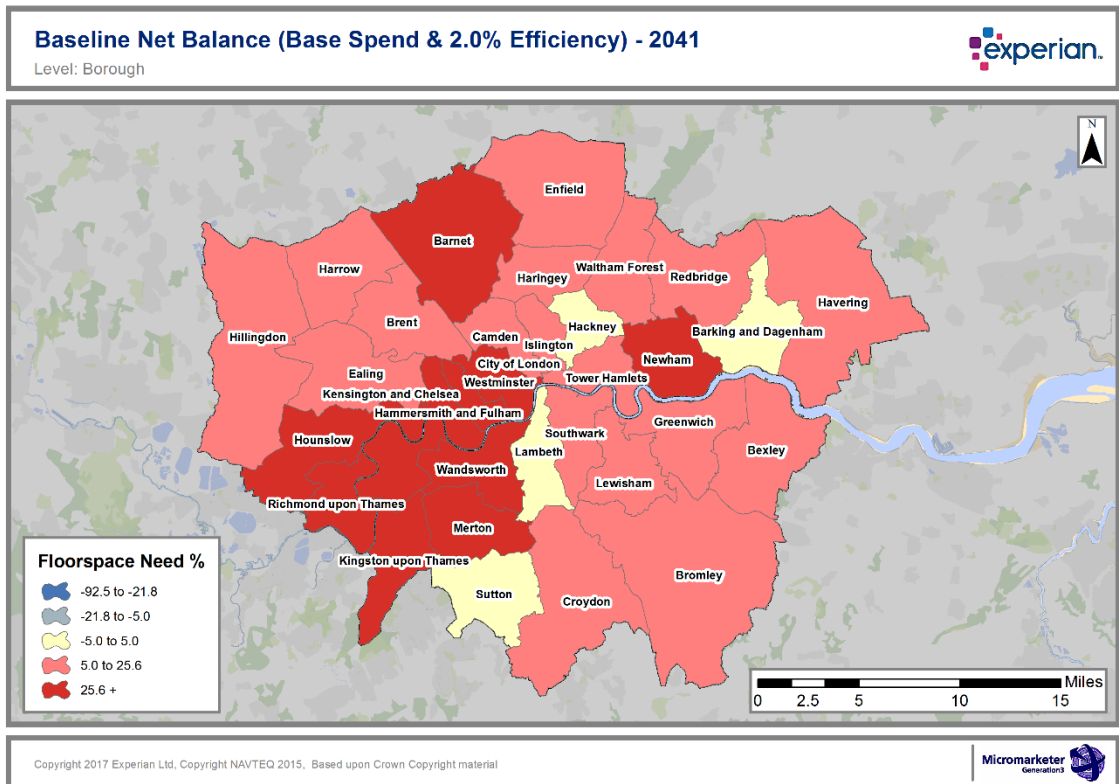 Baseline Net Balance (Base Spend & 2.0% Efficiency) - 2041
Level: Borough
experian™
N
Enfield
Barnet
Harrow
Haringey
Waltham Forest
Redbridge
Havering
Hillingdon
Brent
Camden
Hackney
Islington
Barking and Dagenham
Newham
City of London
Ealing
Westminster
Tower Hamlets
Kensington and Chelsea
Hammersmith and Fulham
Hounslow
Southwark
Greenwich
Lambeth
Bexley
Wandsworth
Lewisham
Richmond upon Thames
Merton
Kingston upon Thames
Bromley
Sutton
Croydon
Floorspace Need %
-92.5 to -21.8
-21.8 to -5.0
-5.0 to 5.0
5.0 to 25.6
25.6 +
Miles
0 2.5 5 10 15
Copyright 2017 Experian Ltd, Copyright NAVTEQ 2015, Based upon Crown Copyright material
Micromarketer
Generation3